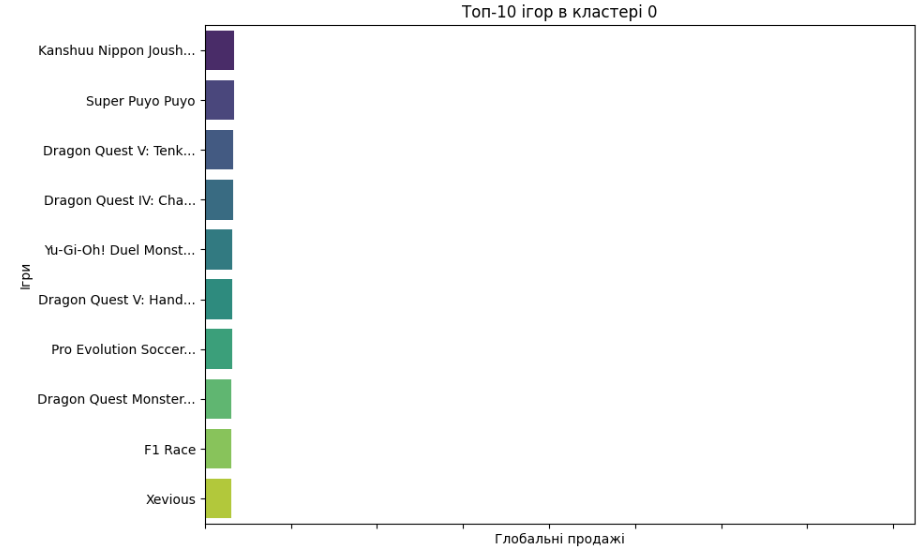 Топ-10 ігор в кластері 0
Kanshuu Nippon Joush...
Super Puyo Puyo
Dragon Quest V: Tenk...
Dragon Quest IV: Cha...
Yu-Gi-Oh! Duel Monst...
Dragon Quest V: Hand...
Pro Evolution Soccer...
Dragon Quest Monster...
F1 Race
Xevious
Ігри
Глобальні продажі